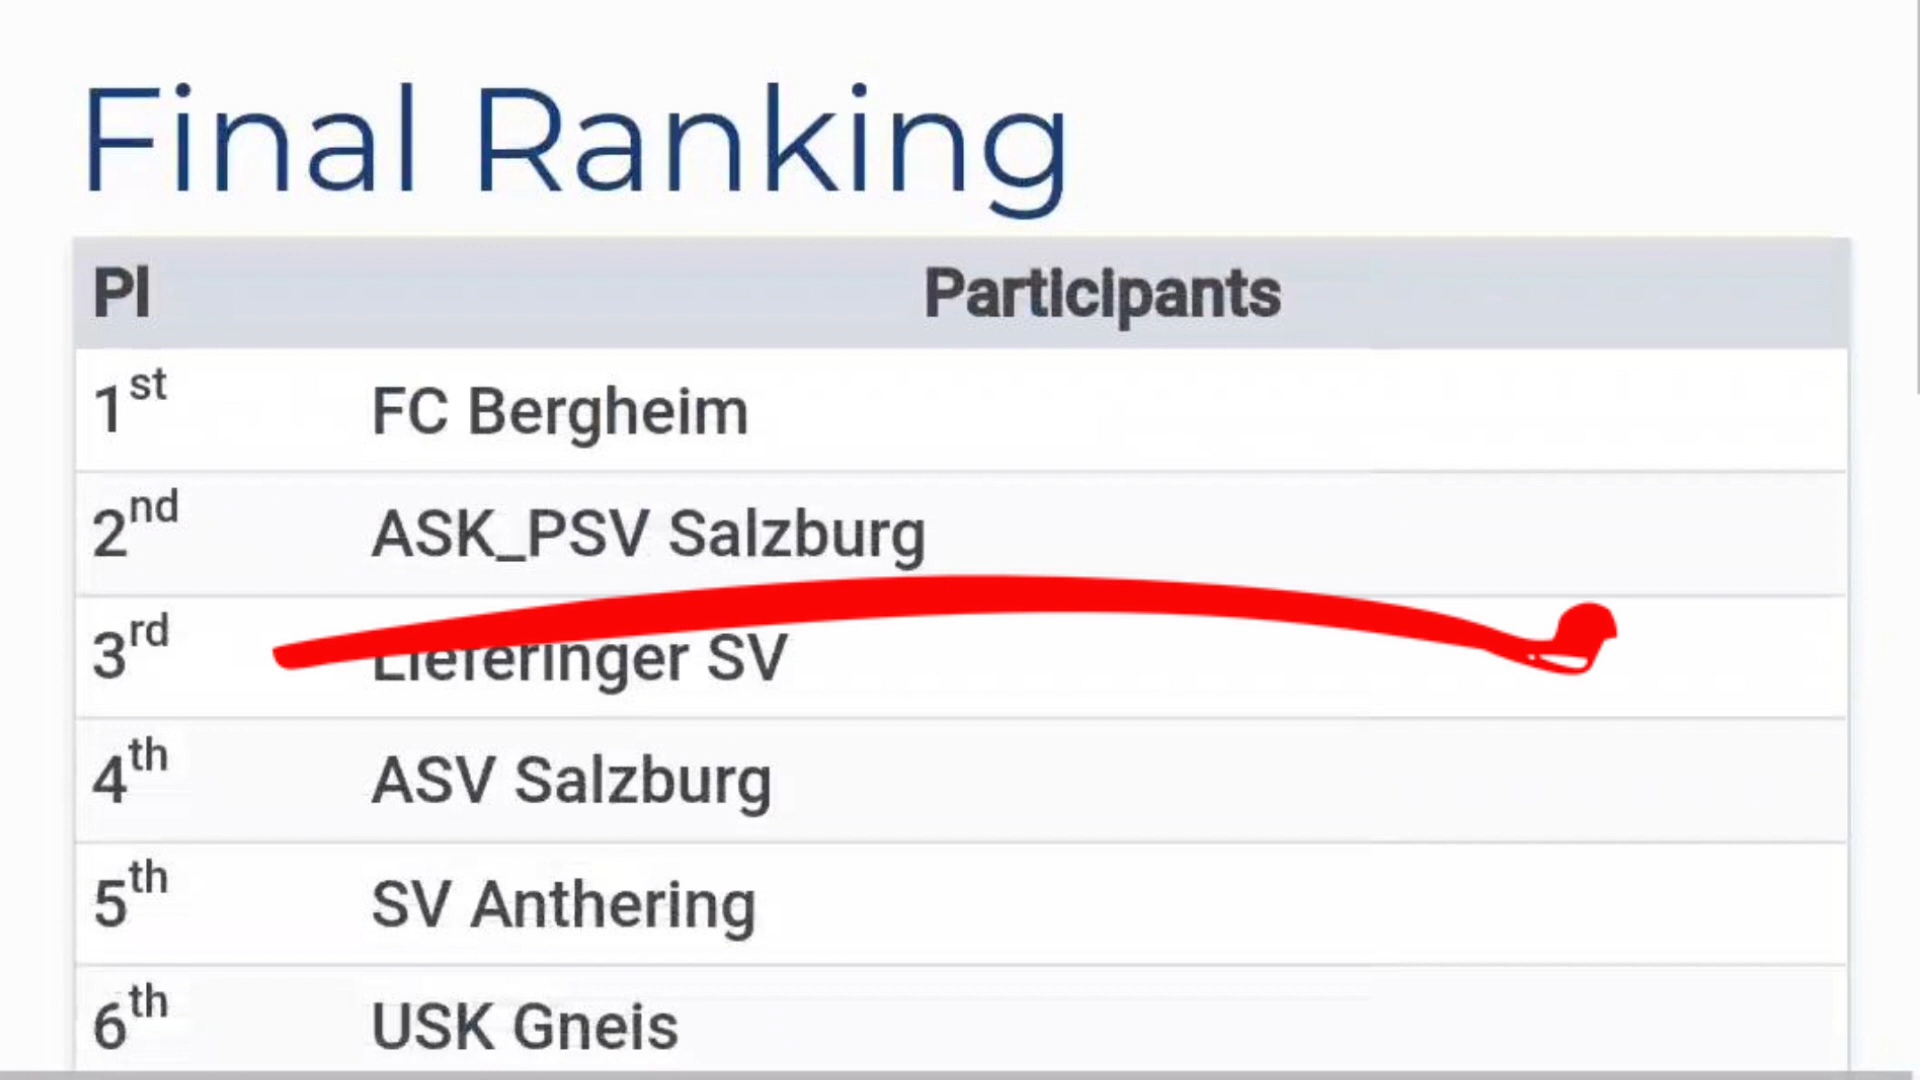 Final Ranking
Pl Participants
1st FC Bergheim
2nd ASK_PSV Salzburg
3rd Lieferinger SV
4th ASV Salzburg
5th SV Anthering
6th USK Gneis